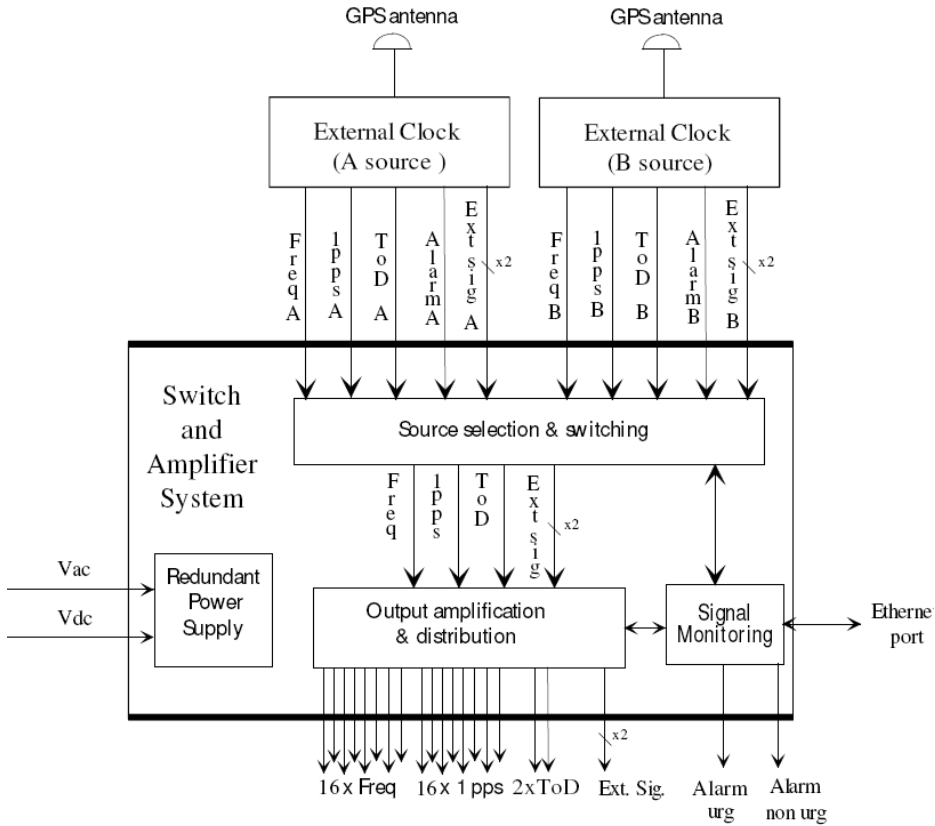 GPS antenna
GPS antenna
External Clock
(A source )
External Clock
(B source)
Freq A
1pps A
ToD A
Alarm A
Ext sig A
x2
Freq B
1pps B
ToD B
Alarm B
Ext sig B
x2
Switch
and
Amplifier
System
Source selection & switching
Freq
1pps
ToD
Ext sig
x2
Vac
Vdc
Redundant
Power
Supply
Output amplification
& distribution
Signal
Monitoring
Etherne
port
x2
16 x Freq
16 x 1 pps
2xToD
Ext. Sig.
Alarm
urg
Alarm
non urg